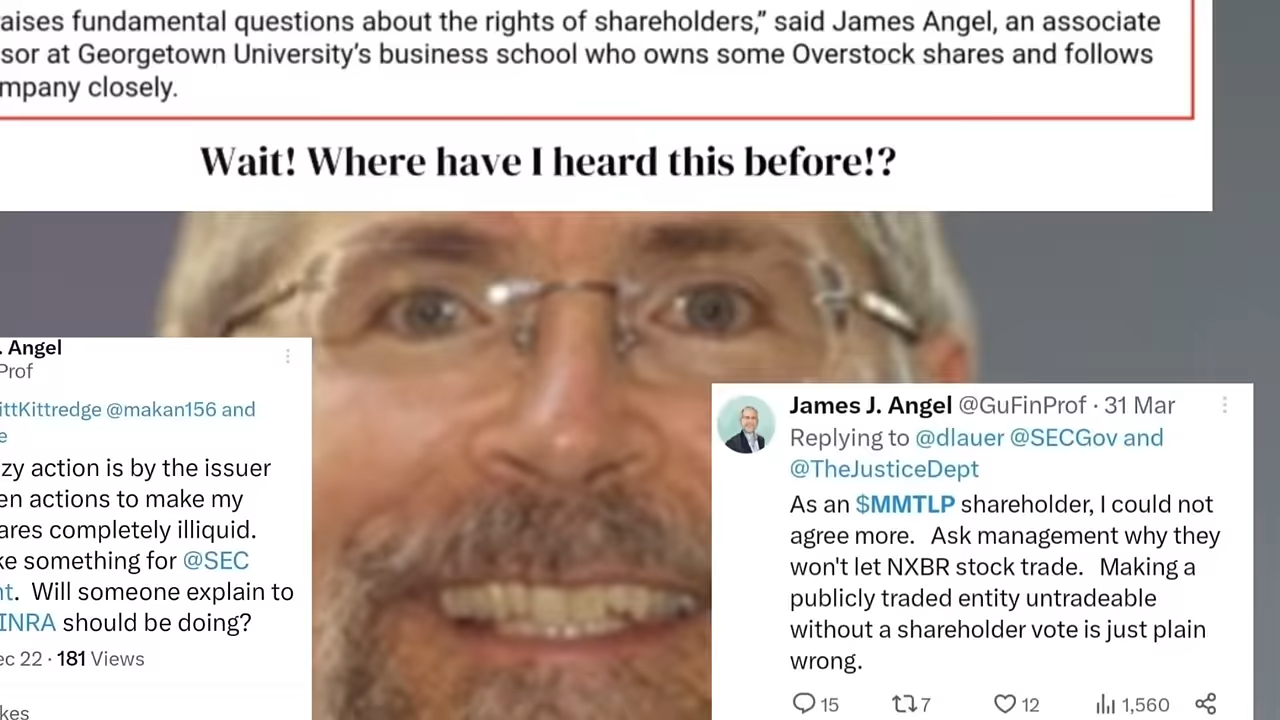 aises fundamental questions about the rights of shareholders,” said James Angel, an associate
sor at Georgetown University’s business school who owns some Overstock shares and follows
mpany closely.
Wait! Where have I heard this before!?
. Angel
Prof
ittKittredge @makan156 and
e
zy action is by the issuer
en actions to make my
ares completely illiquid.
ke something for @SEC
nt. Will someone explain to
INRA should be doing?
ec 22 · 181 Views
kes
James J. Angel @GuFinProf · 31 Mar
Replying to @dlauer @SECGov and
@TheJusticeDept
As an $MMTLP shareholder, I could not
agree more. Ask management why they
won't let NXBR stock trade. Making a
publicly traded entity untradeable
without a shareholder vote is just plain
wrong.
15 7 12 1,560